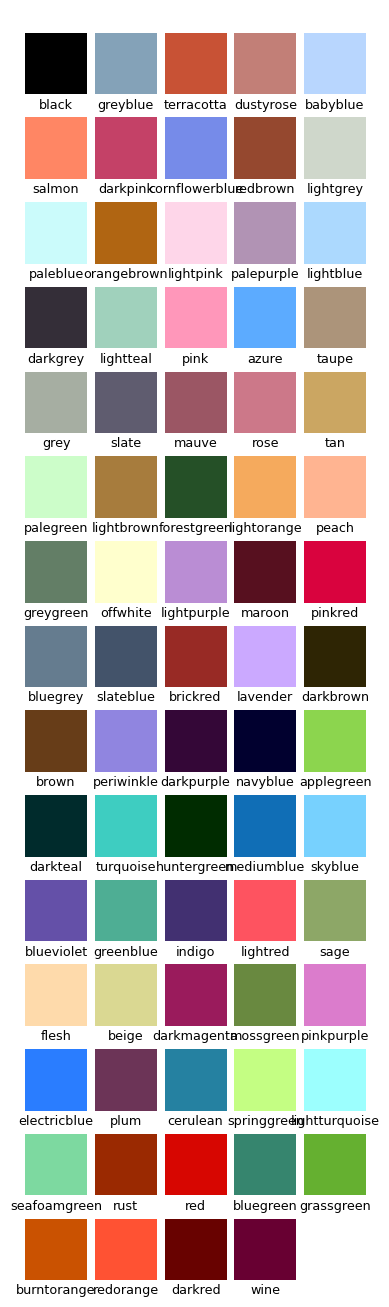 black greyblue terracotta dustyrose babyblue
salmon darkpink cornflowerblue redbrown lightgrey
paleblue orangebrown lightpink palepurple lightblue
darkgrey lightteal pink azure taupe
grey slate mauve rose tan
palegreen lightbrown forestgreen lightorange peach
greygreen offwhite lightpurple maroon pinkred
bluegrey slateblue brickred lavender darkbrown
brown periwinkle darkpurple navyblue applegreen
darkteal turquoise huntergreen mediumblue skyblue
blueviolet greenblue indigo lightred sage
flesh beige darkmagenta mossgreen pinkpurple
electricblue plum cerulean springgreen lightturquoise
seafoamgreen rust red bluegreen grassgreen
burntorange redorange darkred wine